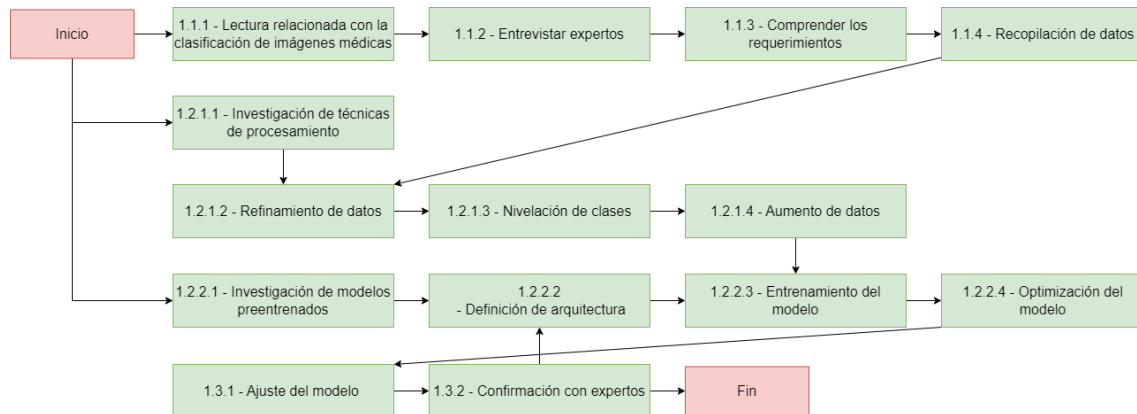 Inicio
1.1.1 - Lectura relacionada con la
clasificación de imágenes médicas
1.1.2 - Entrevistar expertos
1.1.3 - Comprender los
requerimientos
1.1.4 - Recopilación de datos
1.2.1.1 - Investigación de técnicas
de procesamiento
1.2.1.2 - Refinamiento de datos
1.2.1.3 - Nivelación de clases
1.2.1.4 - Aumento de datos
1.2.2.1 - Investigación de modelos
preentrenados
1.2.2.2
- Definición de arquitectura
1.2.2.3 - Entrenamiento del
modelo
1.2.2.4 - Optimización del
modelo
1.3.1 - Ajuste del modelo
1.3.2 - Confirmación con expertos
Fin